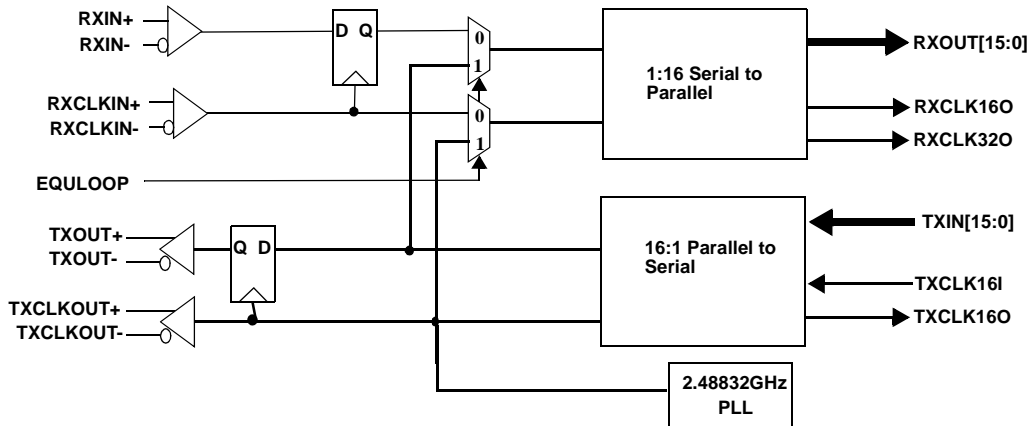 RXIN+
RXIN-
D Q
0
1
RXCLKIN+
RXCLKIN-
0
1
EQULOOP
1:16 Serial to
Parallel
RXOUT[15:0]
RXCLK16O
RXCLK32O
TXOUT+
TXOUT-
Q D
TXCLKOUT+
TXCLKOUT-
16:1 Parallel to
Serial
TXIN[15:0]
TXCLK16I
TXCLK16O
2.48832GHz
PLL